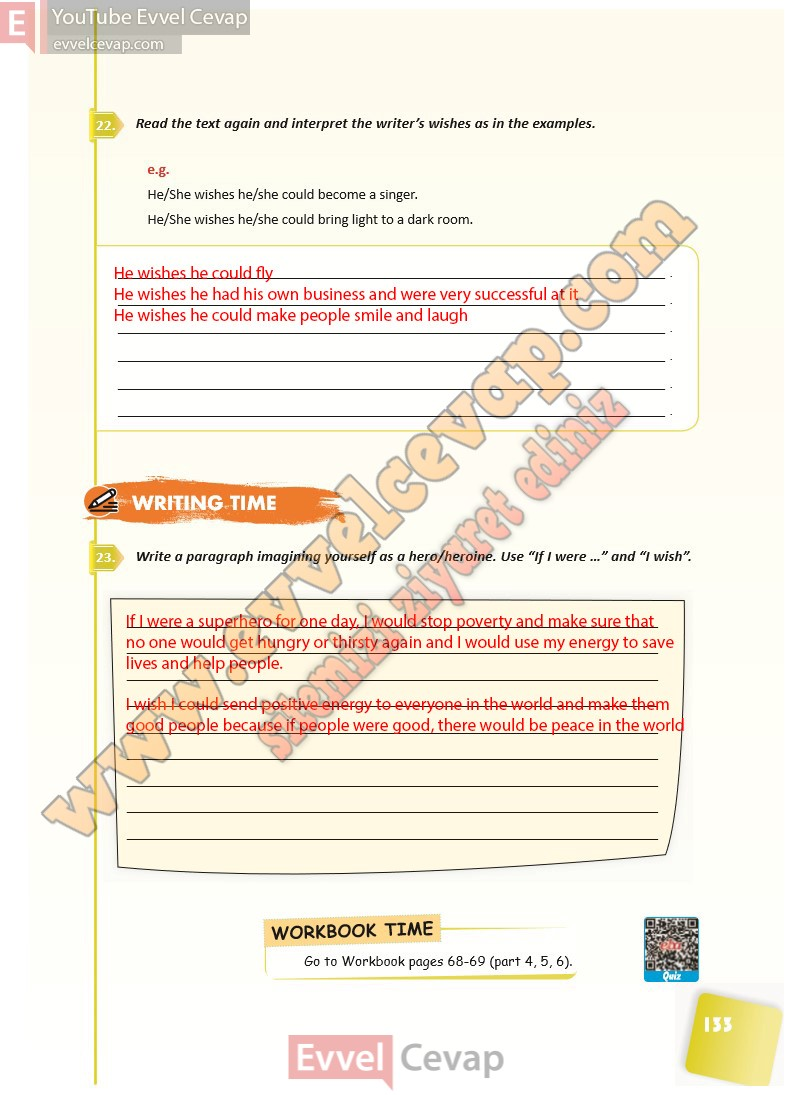 E YouTube Evvel Cevap
evvelcevap.com
22. Read the text again and interpret the writer's wishes as in the examples.
e.g.
He/She wishes he/she could become a singer.
He/She wishes he/she could bring light to a dark room.
He wishes he could fly .
He wishes he had his own business and were very successful at it .
He wishes he could make people smile and laugh .
.
.
.
WRITING TIME
23. Write a paragraph imagining yourself as a hero/heroine. Use “If I were ...” and “I wish”.
If I were a superhero for one day, I would stop poverty and make sure that
no one would get hungry or thirsty again and I would use my energy to save
lives and help people.
I wish I could send positive energy to everyone in the world and make them
good people because if people were good, there would be peace in the world
www.evvelcevap.com
sitemizi ziyaret ediniz
WORKBOOK TIME
Go to Workbook pages 68-69 (part 4, 5, 6).
eba
Quiz
133
Evvel Cevap